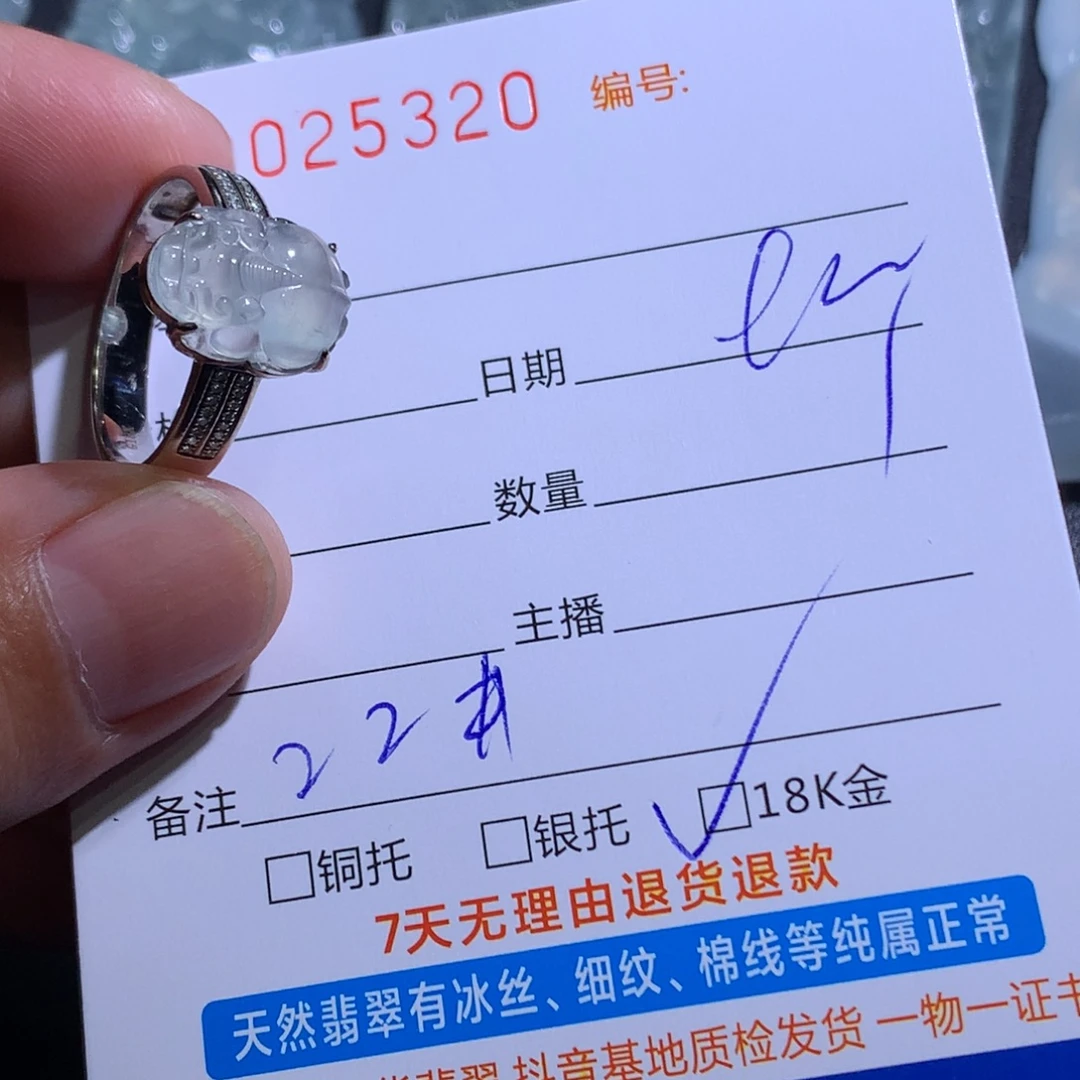 025320 编号:
日期
数量
主播
备注 22#
铜托 银托 18K金
7天无理由退货退款
天然翡翠有冰丝、细纹、棉线等纯属正常
翡翠 抖音基地质检发货 一物一证书